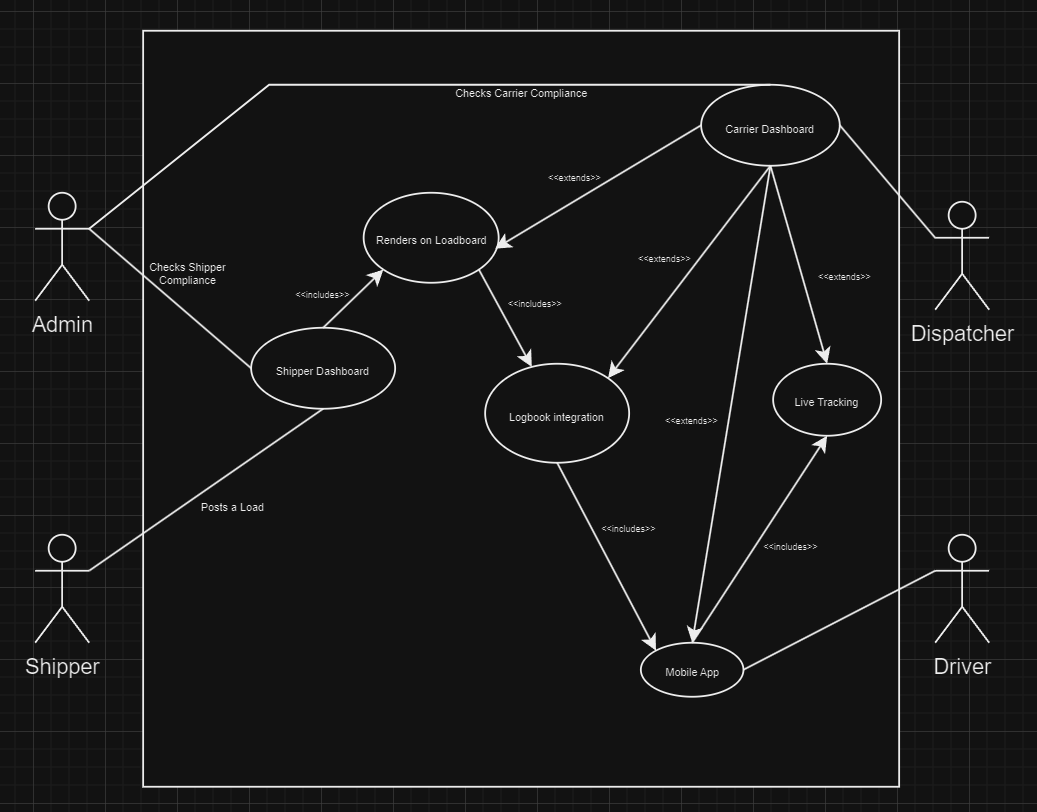 Checks Carrier Compliance
Carrier Dashboard
<<extends>>
Renders on Loadboard
<<extends>>
Checks Shipper
Compliance
<<extends>>
<<includes>>
<<includes>>
Admin
Dispatcher
Shipper Dashboard
Live Tracking
Logbook integration
<<extends>>
Posts a Load
<<includes>>
<<includes>>
Shipper
Mobile App
Driver